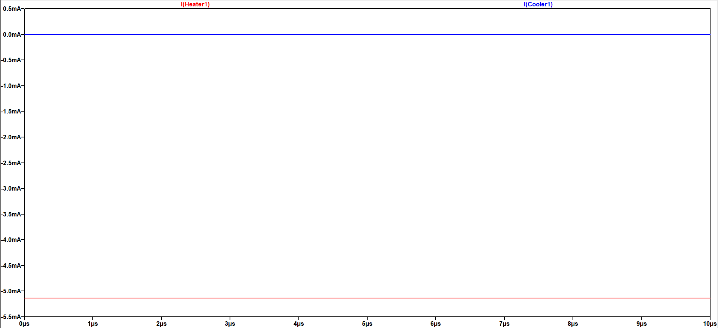 I(Heater1) I(Cooler1)
0.5mA
0.0mA
-0.5mA
-1.0mA
-1.5mA
-2.0mA
-2.5mA
-3.0mA
-3.5mA
-4.0mA
-4.5mA
-5.0mA
-5.5mA
0µs 1µs 2µs 3µs 4µs 5µs 6µs 7µs 8µs 9µs 10µs